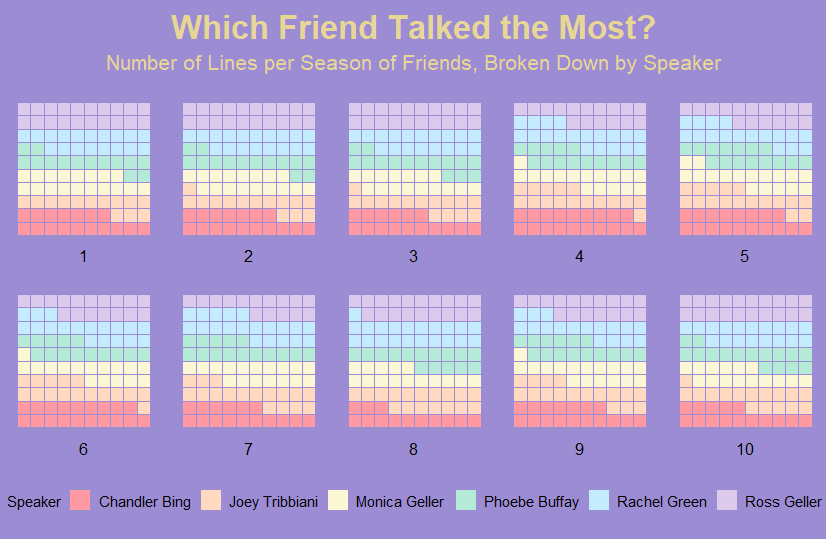 Which Friend Talked the Most?
Number of Lines per Season of Friends, Broken Down by Speaker
1 2 3 4 5
6 7 8 9 10
Speaker Chandler Bing Joey Tribbiani Monica Geller Phoebe Buffay Rachel Green Ross Geller